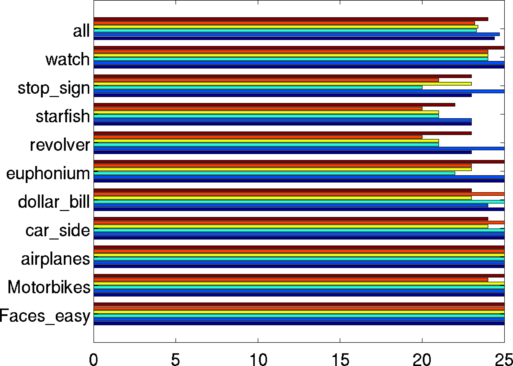 all
watch
stop_sign
starfish
revolver
euphonium
dollar_bill
car_side
airplanes
Motorbikes
Faces_easy
0 5 10 15 20 25